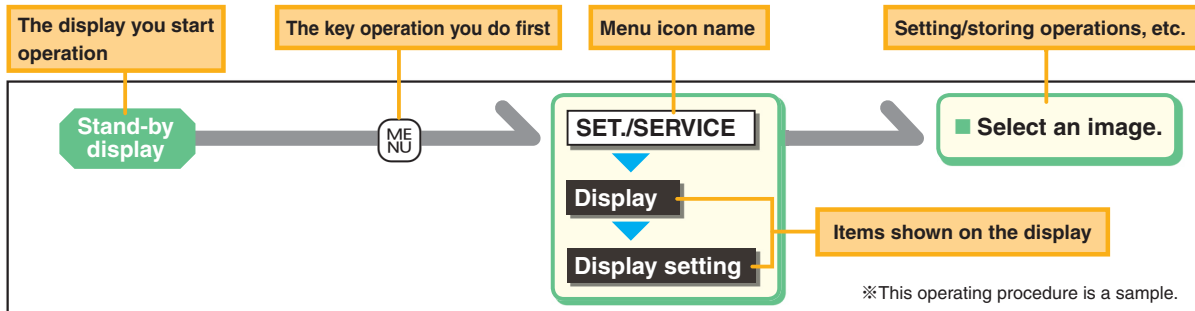 The display you start
operation
The key operation you do first
Menu icon name
Setting/storing operations, etc.
Stand-by
display
ME
NU
SET./SERVICE
Display
Display setting
■ Select an image.
Items shown on the display
※This operating procedure is a sample.